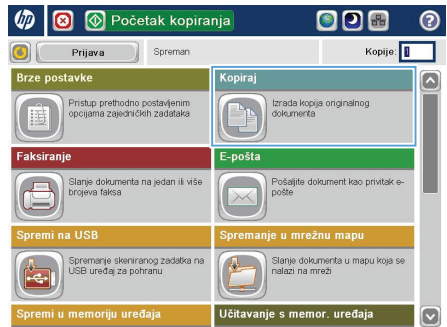 hp
Početak kopiranja
?
Prijava
Spreman
Kopije: 1
Brze postavke
Pristup prethodno postavljenim
opcijama zajedničkih zadataka
Kopiraj
Izrada kopija originalnog
dokumenta
Faksiranje
Slanje dokumenta na jedan ili više
brojeva faksa
E-pošta
Pošaljite dokument kao privitak e-
pošte
Spremi na USB
Spremanje skeniranog zadatka na
USB uređaj za pohranu
Spremanje u mrežnu mapu
Slanje dokumenta u mapu koja se
nalazi na mreži
Spremi u memoriju uređaja
Učitavanje s memor. uređaja